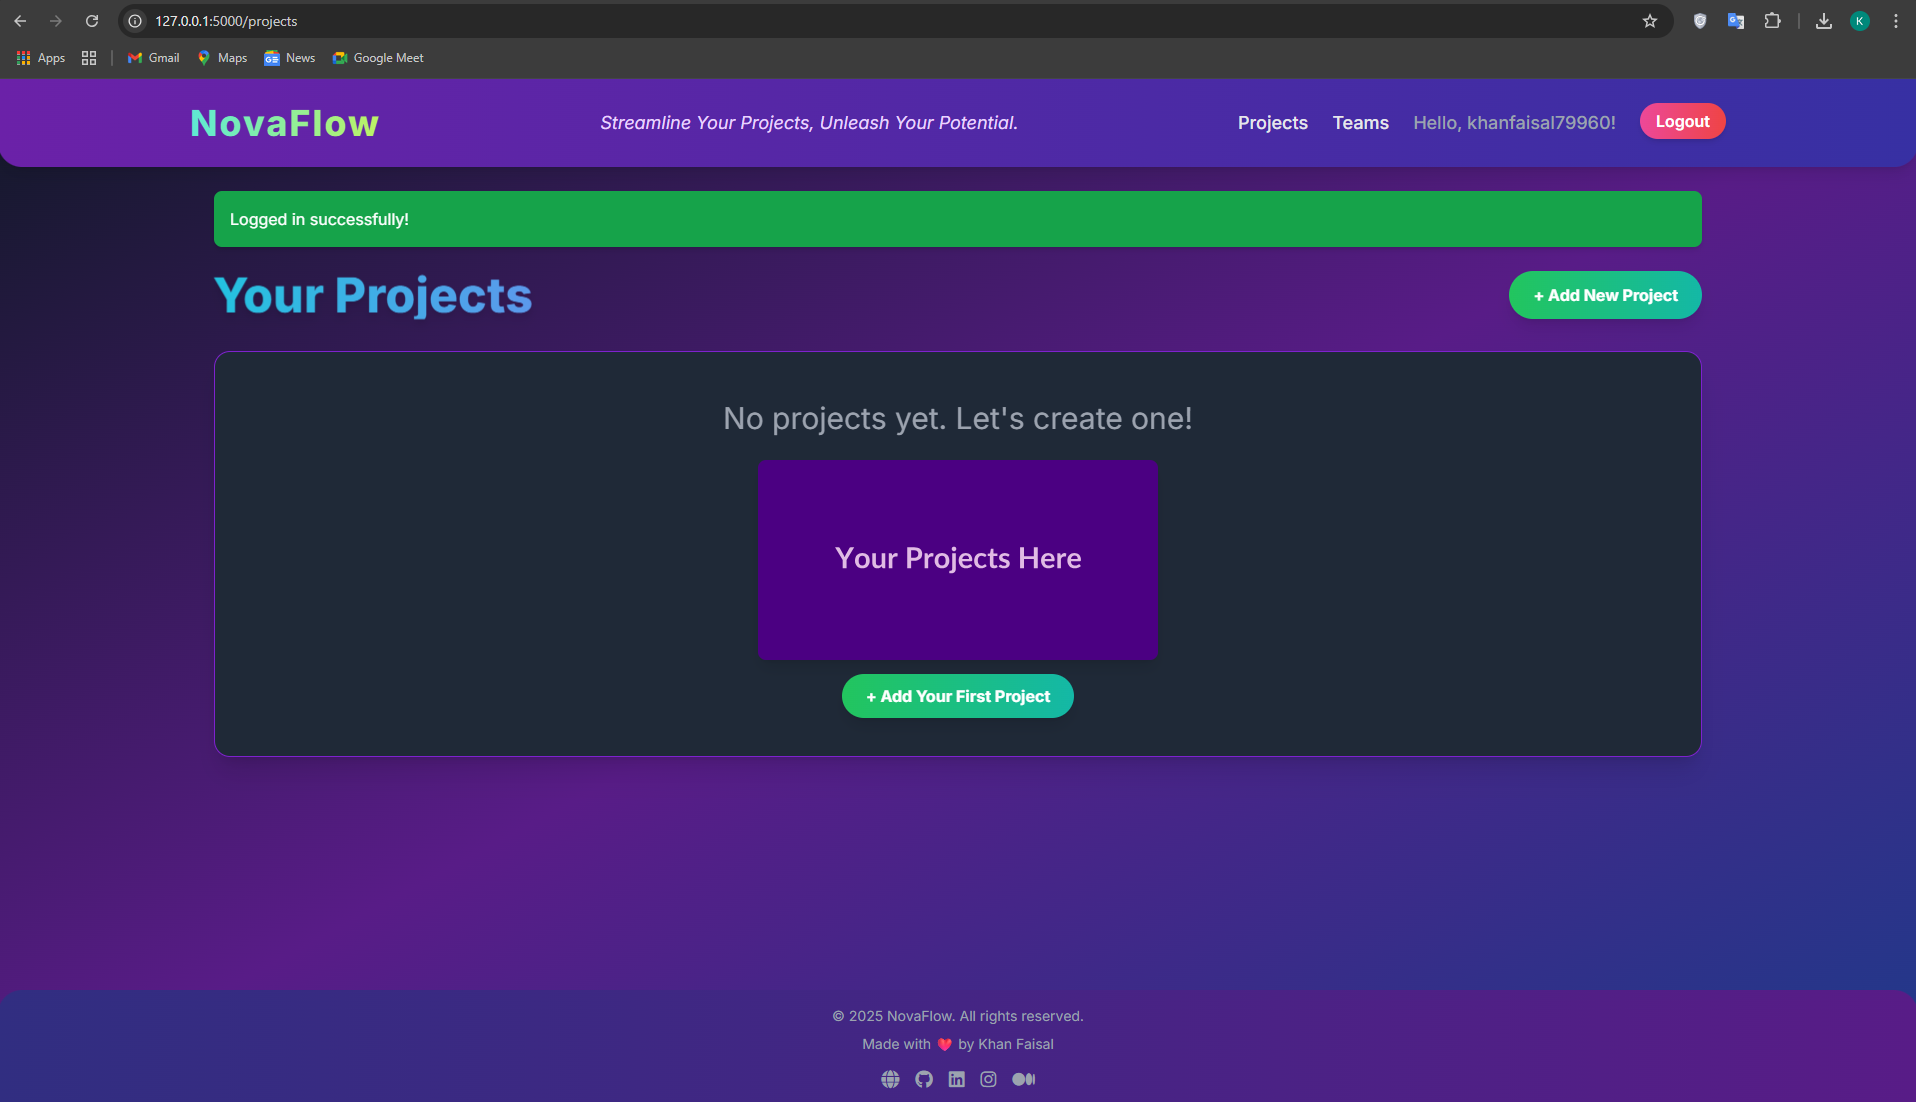 127.0.0.1:5000/projects
K
Apps
Gmail
Maps
News
Google Meet
NovaFlow
Streamline Your Projects, Unleash Your Potential.
Projects
Teams
Hello, khanfaisal79960!
Logout
Logged in successfully!
Your Projects
+ Add New Project
No projects yet. Let's create one!
Your Projects Here
+ Add Your First Project
© 2025 NovaFlow. All rights reserved.
Made with ❤️ by Khan Faisal